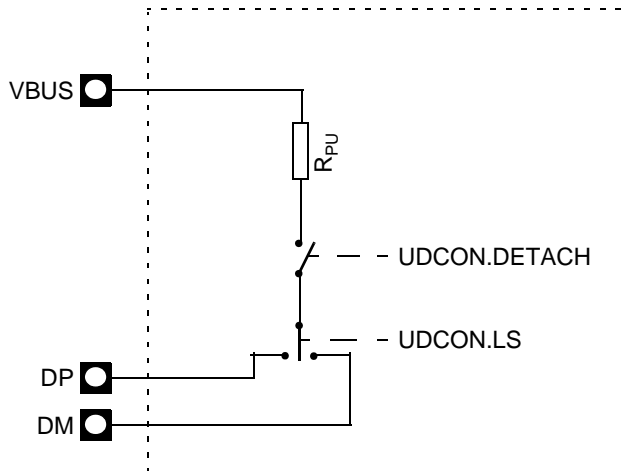 VBUS
RPU
UDCON.DETACH
UDCON.LS
DP
DM